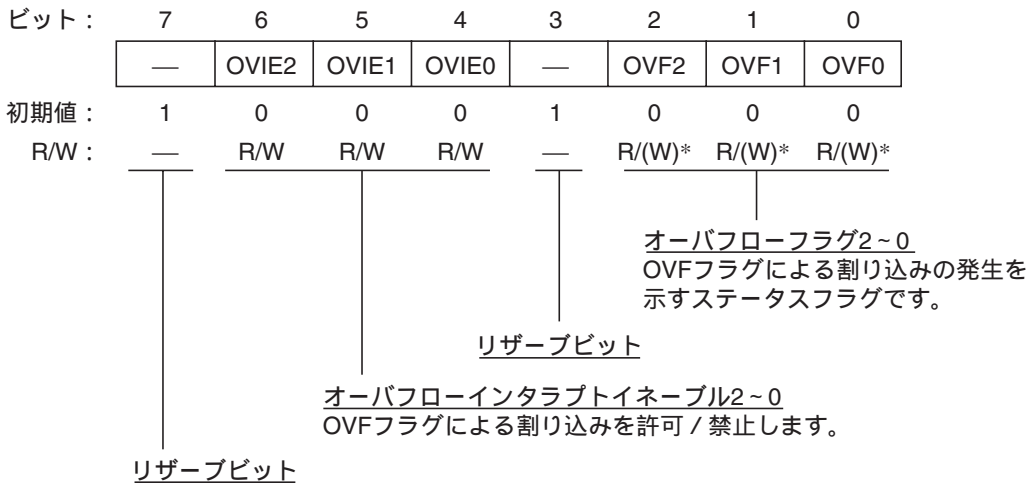 ビット： 7 6 5 4 3 2 1 0
— OVIE2 OVIE1 OVIE0 — OVF2 OVF1 OVF0
初期値： 1 0 0 0 1 0 0 0
R/W： — R/W R/W R/W — R/(W)* R/(W)* R/(W)*
オーバフローフラグ2~0
OVFフラグによる割り込みの発生を
示すステータスフラグです。
リザーブビット
オーバフローインタラプトイネーブル2~0
OVFフラグによる割り込みを許可 / 禁止します。
リザーブビット